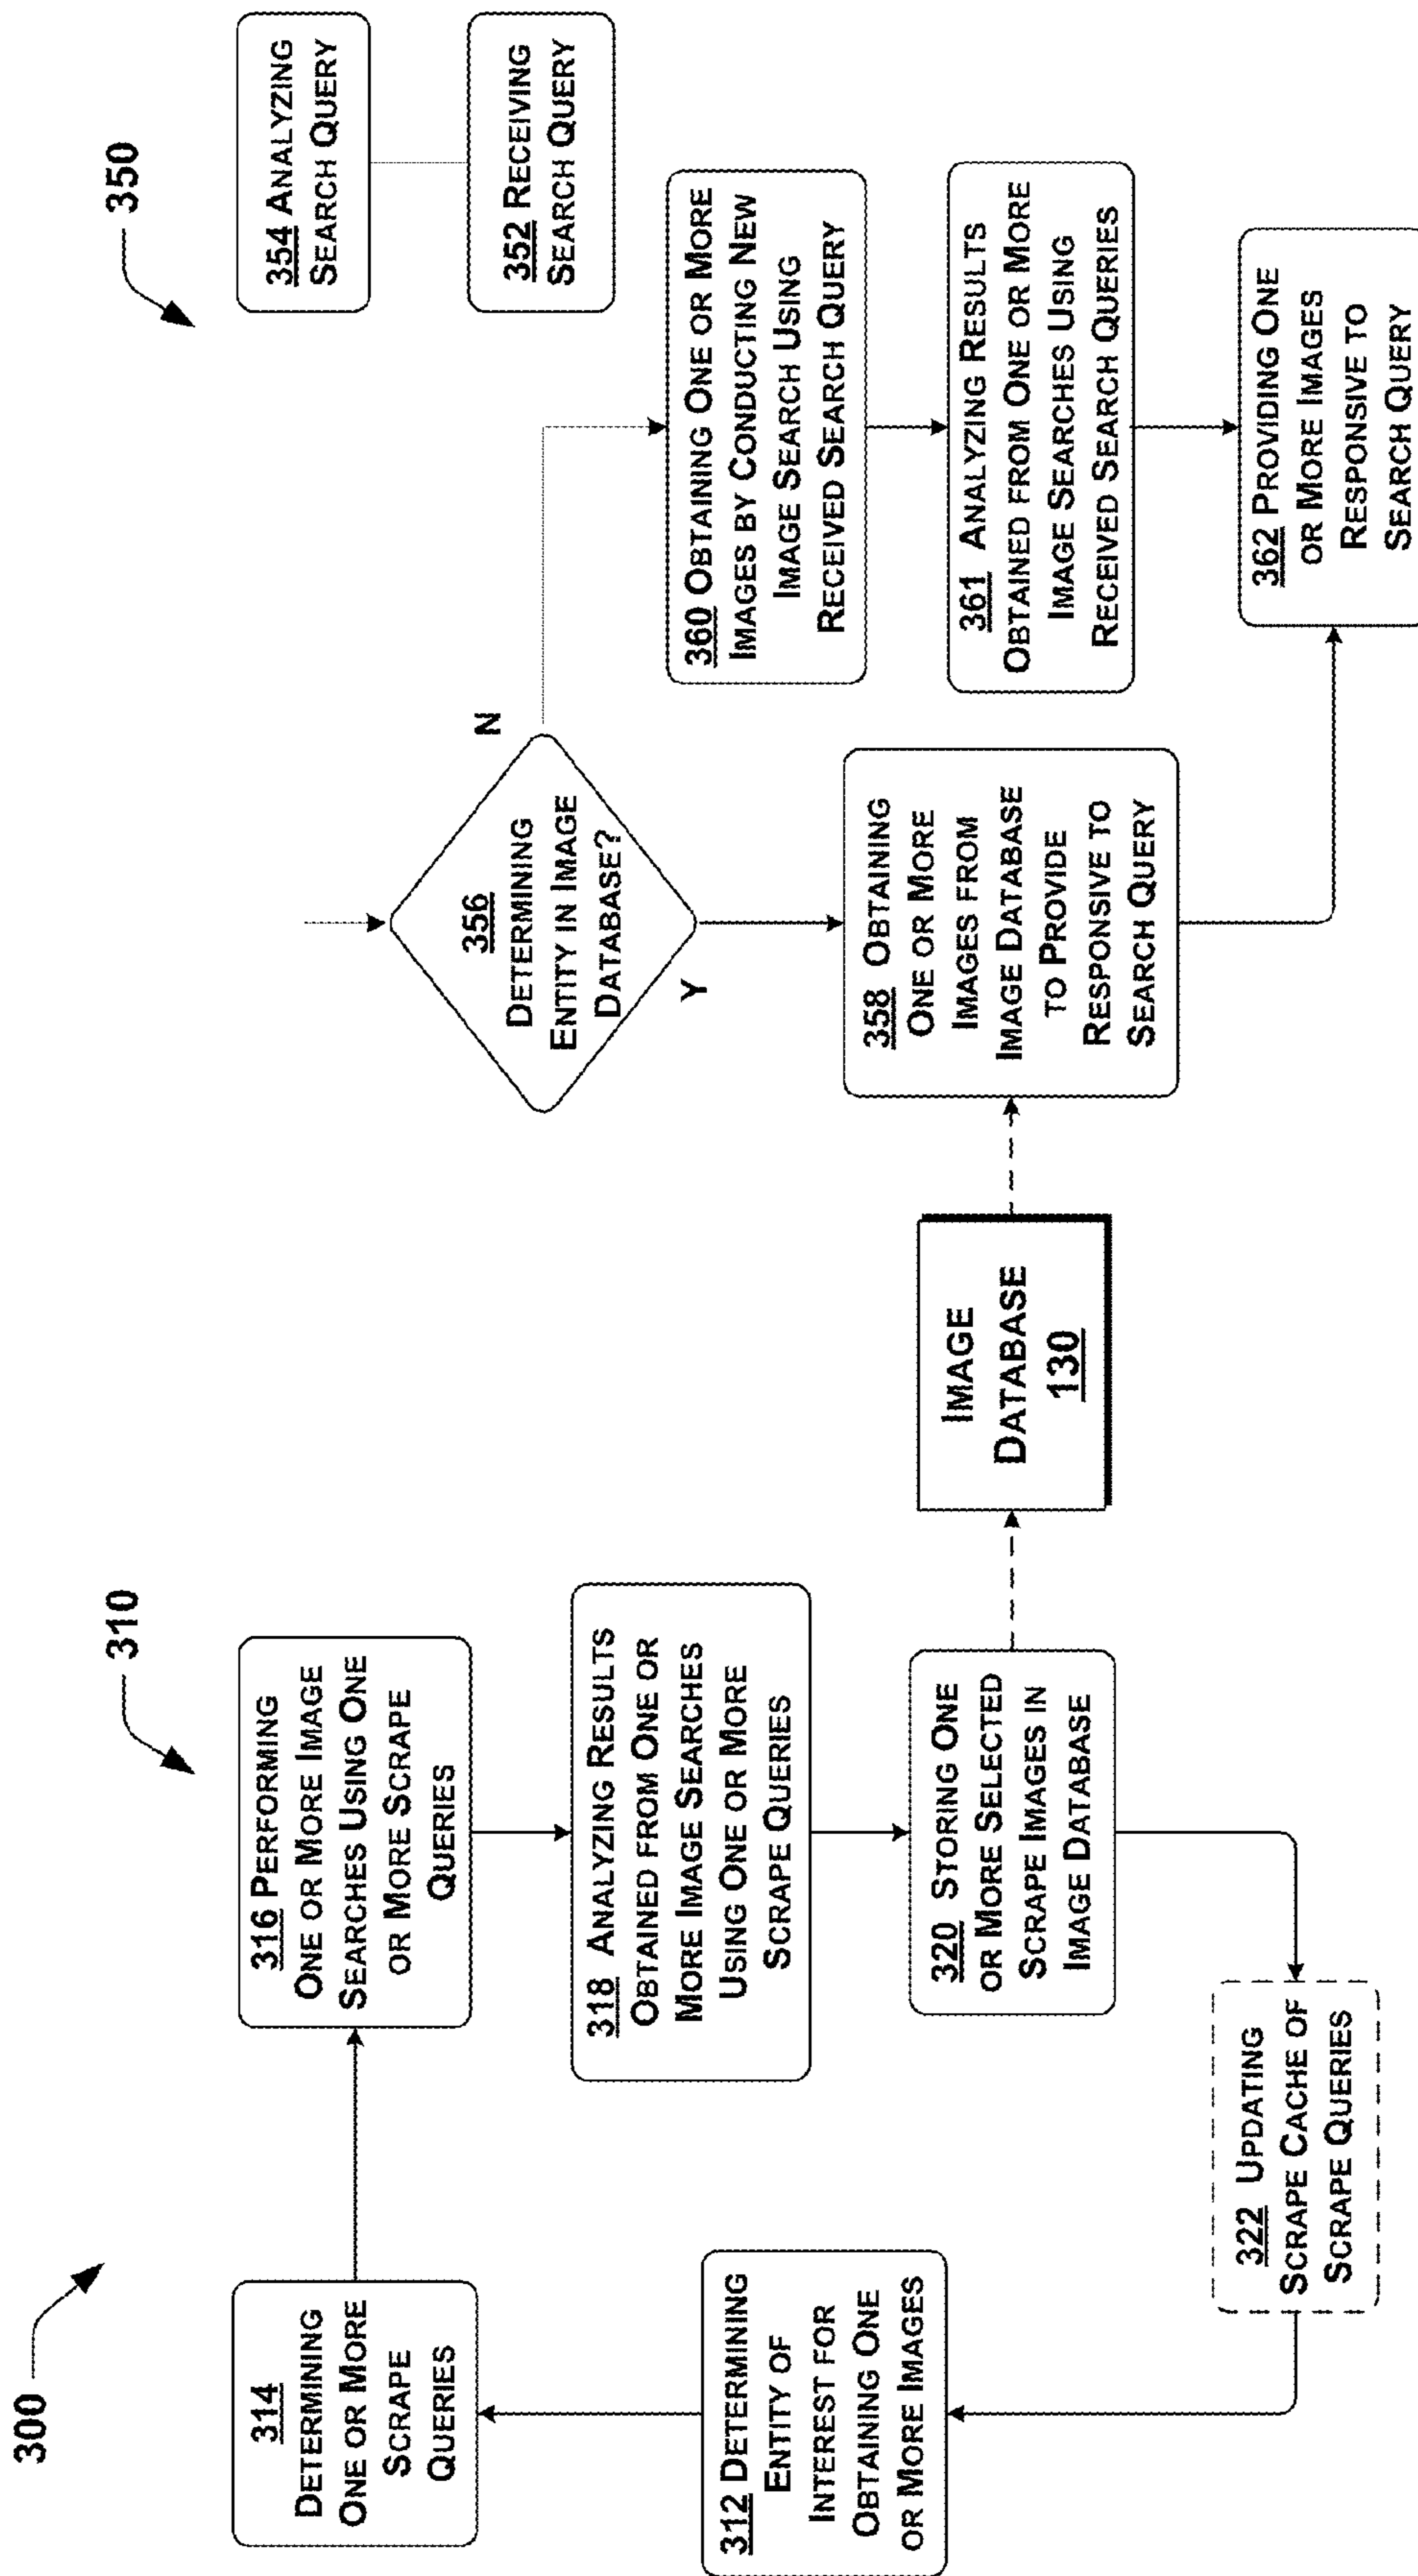 300
310
350
314
DETERMINING
ONE OR MORE
SCRAPE
QUERIES
312 DETERMINING
ENTITY OF
INTEREST FOR
OBTAINING ONE
OR MORE IMAGES
316 PERFORMING
ONE OR MORE IMAGE
SEARCHES USING ONE
OR MORE SCRAPE
QUERIES
318 ANALYZING RESULTS
OBTAINED FROM ONE OR
MORE IMAGE SEARCHES
USING ONE OR MORE
SCRAPE QUERIES
320 STORING ONE
OR MORE SELECTED
SCRAPE IMAGES IN
IMAGE DATABASE
322 UPDATING
SCRAPE CACHE OF
SCRAPE QUERIES
IMAGE
DATABASE
130
354 ANALYZING
SEARCH QUERY
352 RECEIVING
SEARCH QUERY
356
DETERMINING
ENTITY IN IMAGE
DATABASE?
N
Y
358 OBTAINING
ONE OR MORE
IMAGES FROM
IMAGE DATABASE
TO PROVIDE
RESPONSIVE TO
SEARCH QUERY
360 OBTAINING ONE OR MORE
IMAGES BY CONDUCTING NEW
IMAGE SEARCH USING
RECEIVED SEARCH QUERY
361 ANALYZING RESULTS
OBTAINED FROM ONE OR MORE
IMAGE SEARCHES USING
RECEIVED SEARCH QUERIES
362 PROVIDING ONE
OR MORE IMAGES
RESPONSIVE TO
SEARCH QUERY